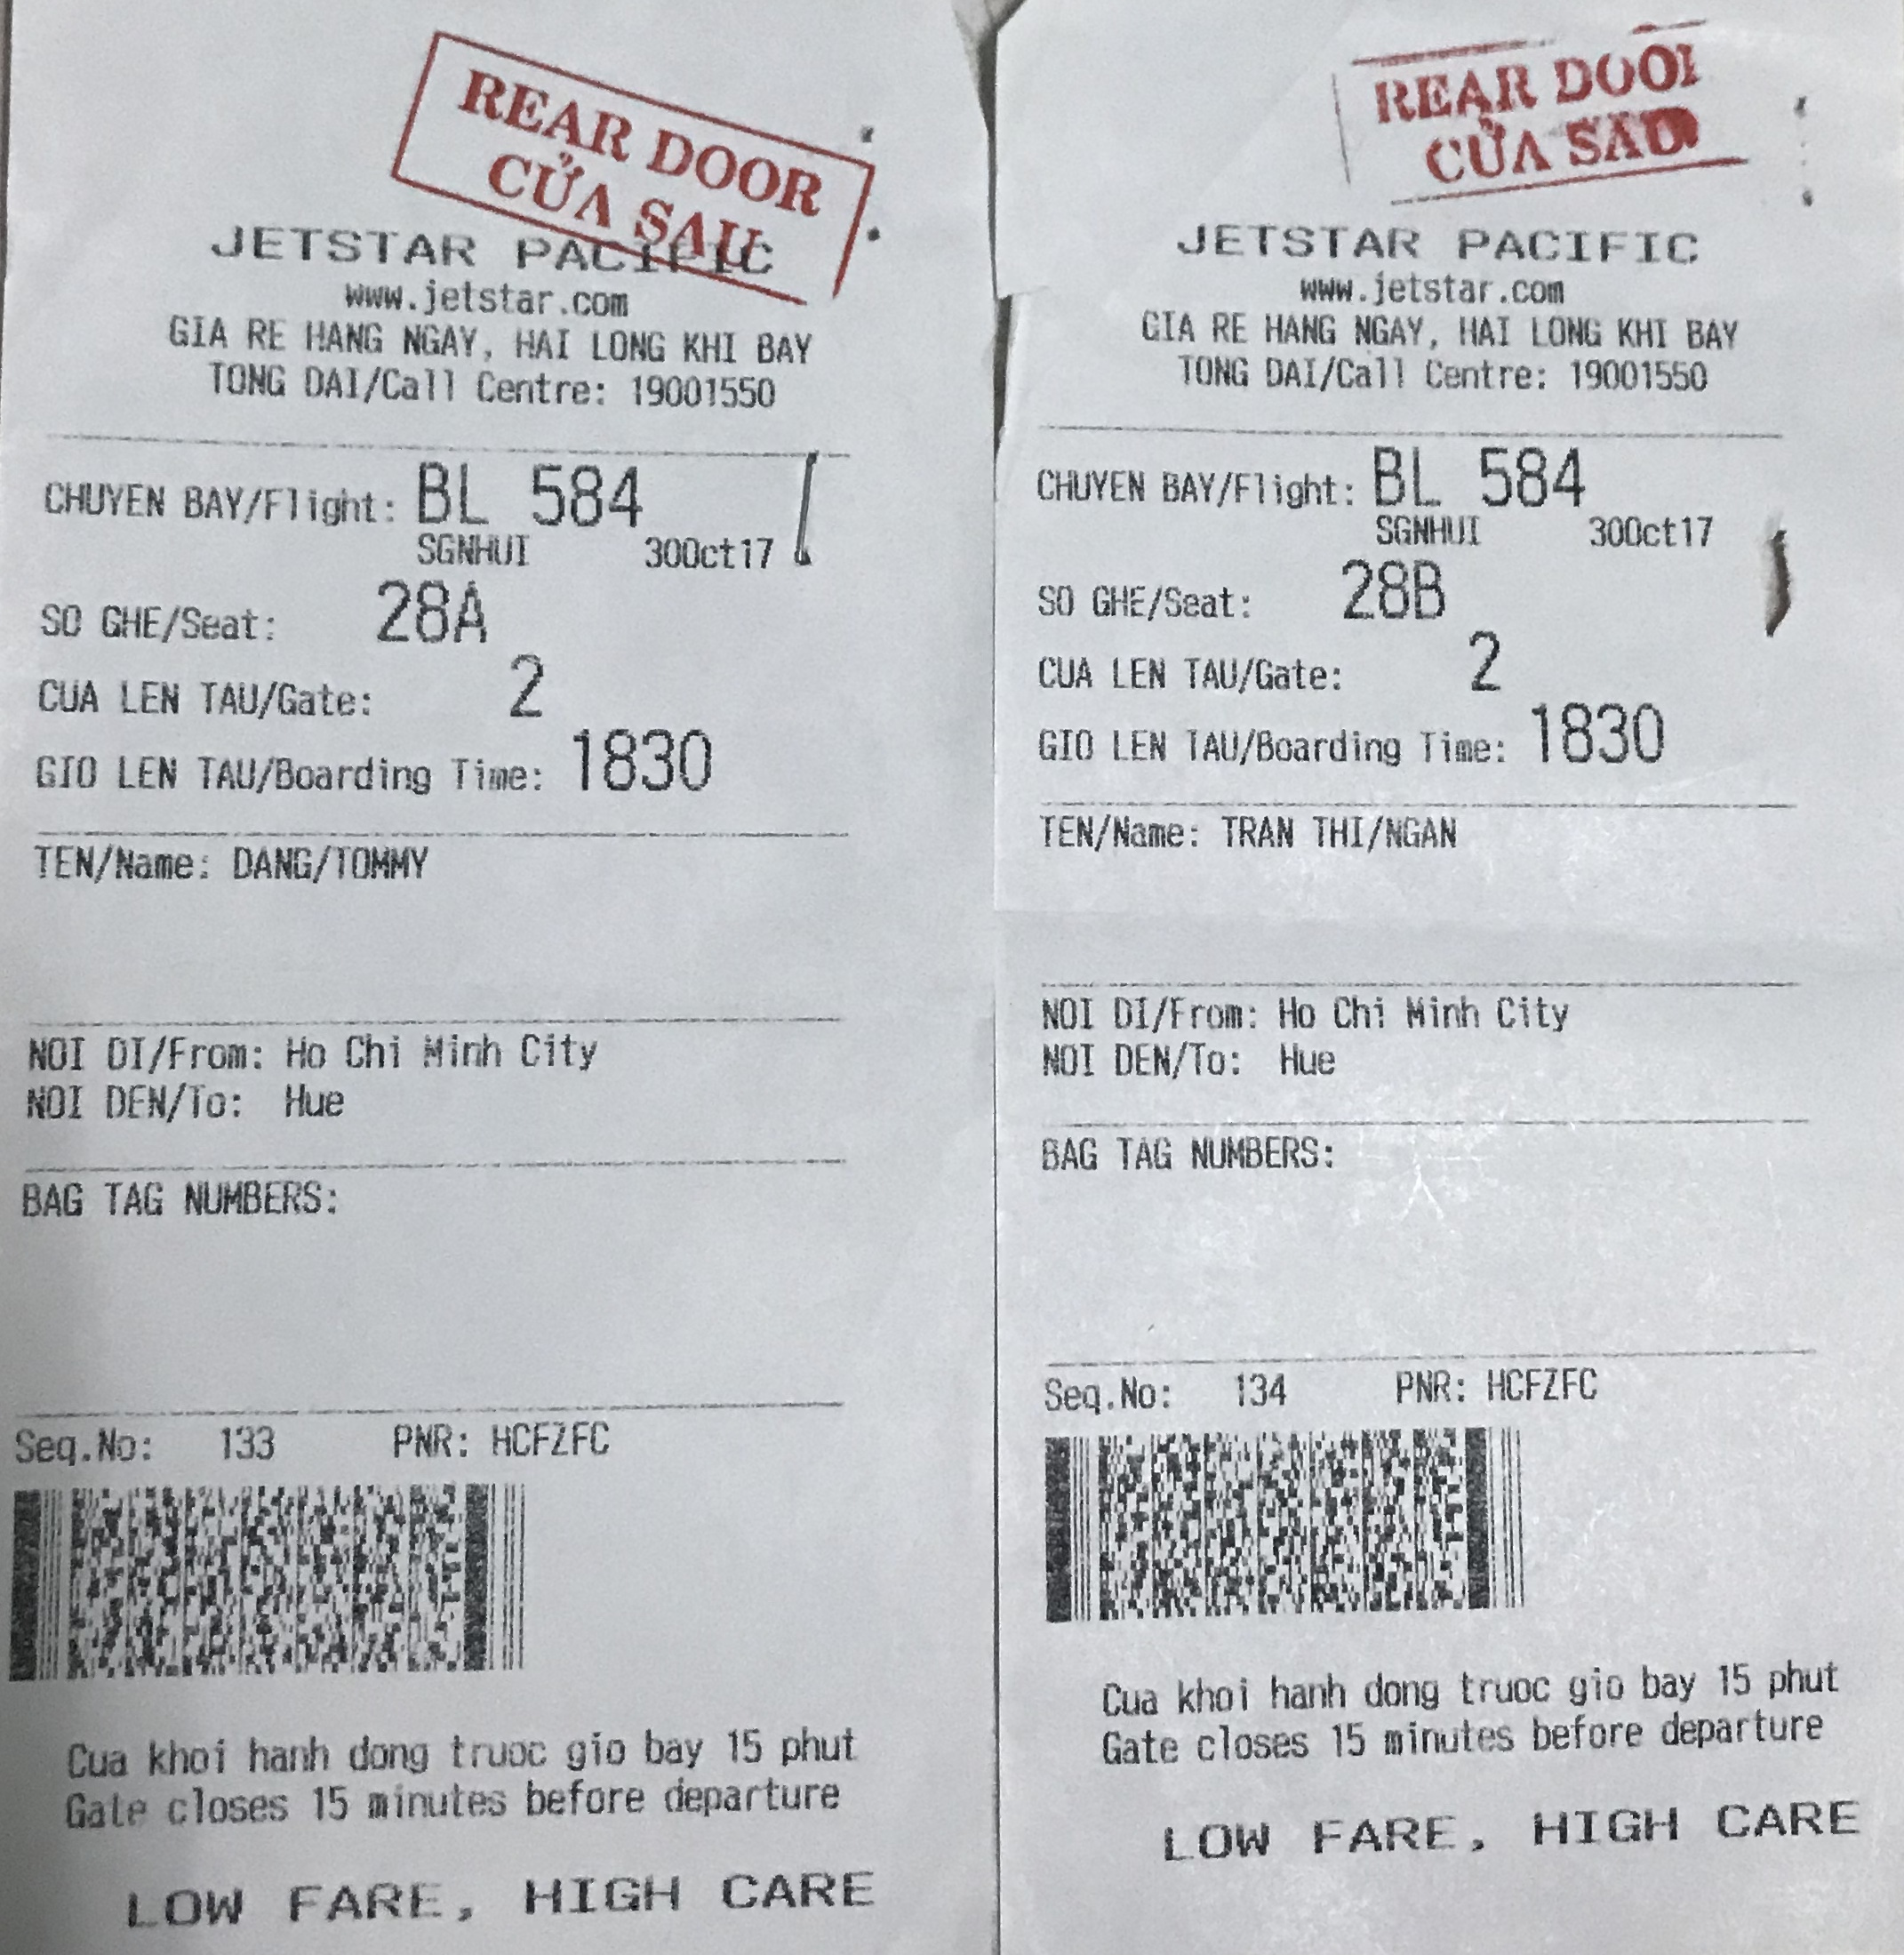 REAR DOOR
CỬA SAU
JETSTAR PACIFIC
www.jetstar.com
GIA RE HANG NGAY, HAI LONG KHI BAY
TONG DAI/Call Centre: 19001550
CHUYEN BAY/Flight: BL 584
SGNHUI 30Oct17
SO GHE/Seat: 28A
CUA LEN TAU/Gate: 2
GIO LEN TAU/Boarding Time: 1830
TEN/Name: DANG/TOMMY
NOI DI/From: Ho Chi Minh City
NOI DEN/To: Hue
BAG TAG NUMBERS:
Seq.No: 133 PNR: HCFZFC
Cua khoi hanh dong truoc gio bay 15 phut
Gate closes 15 minutes before departure
LOW FARE, HIGH CARE
REAR DOOR
CỬA SAU
JETSTAR PACIFIC
www.jetstar.com
GIA RE HANG NGAY, HAI LONG KHI BAY
TONG DAI/Call Centre: 19001550
CHUYEN BAY/Flight: BL 584
SGNHUI 30Oct17
SO GHE/Seat: 28B
CUA LEN TAU/Gate: 2
GIO LEN TAU/Boarding Time: 1830
TEN/Name: TRAN THI/NGAN
NOI DI/From: Ho Chi Minh City
NOI DEN/To: Hue
BAG TAG NUMBERS:
Seq.No: 134 PNR: HCFZFC
Cua khoi hanh dong truoc gio bay 15 phut
Gate closes 15 minutes before departure
LOW FARE, HIGH CARE